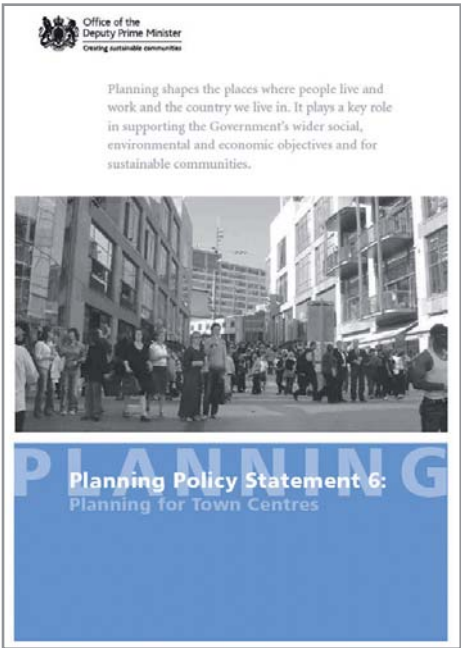 Office of the
Deputy Prime Minister
Creating sustainable communities
Planning shapes the places where people live and
work and the country we live in. It plays a key role
in supporting the Government's wider social,
environmental and economic objectives and for
sustainable communities.
PLANNING
Planning Policy Statement 6:
Planning for Town Centres